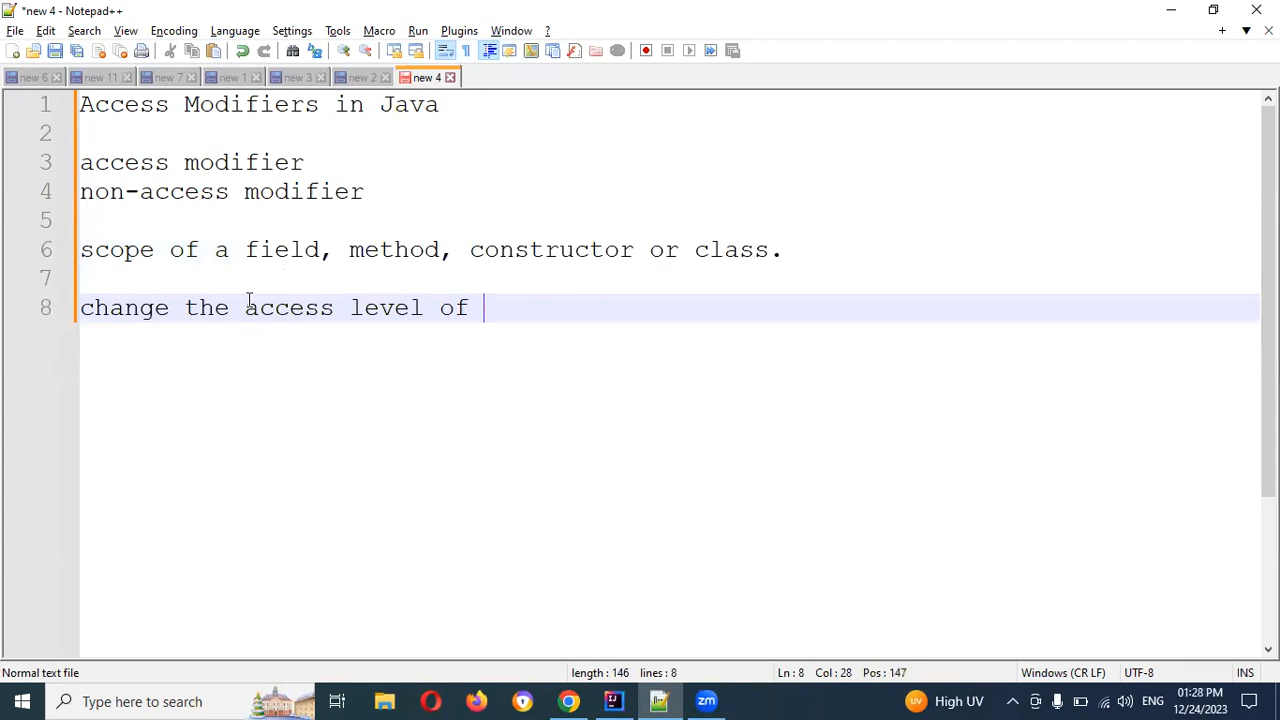 *new 4 - Notepad++
File Edit Search View Encoding Language Settings Tools Macro Run Plugins Window ?
new 6 new 11 new 7 new 1 new 3 new 2 new 4
1 Access Modifiers in Java
2
3 access modifier
4 non-access modifier
5
6 scope of a field, method, constructor or class.
7
8 change the access level of
Normal text file length : 146 lines : 8 Ln : 8 Col : 28 Pos : 147 Windows (CR LF) UTF-8 INS
Type here to search zm High UV ENG 01:28 PM
12/24/2023